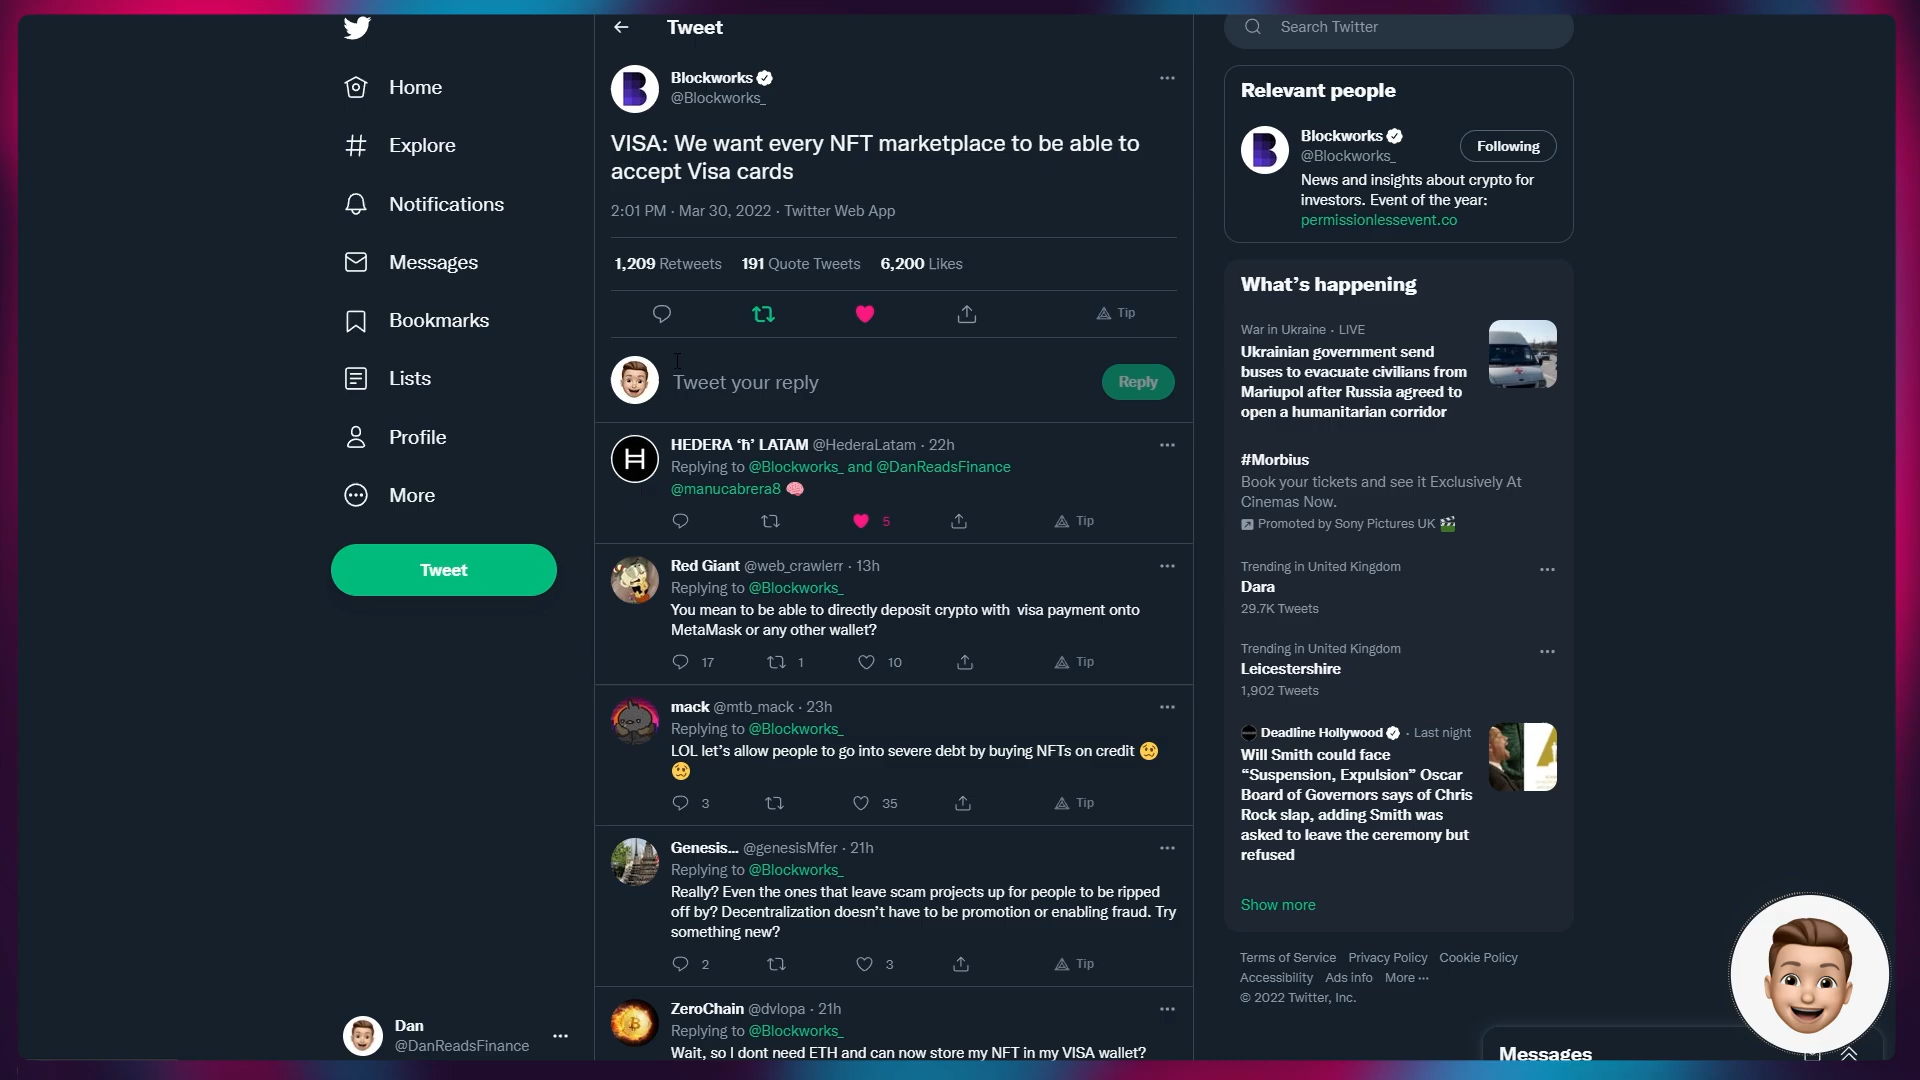 Home
Explore
Notifications
Messages
Bookmarks
Lists
Profile
More
Tweet
Dan
@DanReadsFinance
Tweet
Blockworks
@Blockworks_
VISA: We want every NFT marketplace to be able to
accept Visa cards
2:01 PM · Mar 30, 2022 · Twitter Web App
1,209 Retweets 191 Quote Tweets 6,200 Likes
Tip
Tweet your reply
Reply
HEDERA ‘ħ’ LATAM @HederaLatam · 22h
Replying to @Blockworks_ and @DanReadsFinance
@manucabrera8 🧠
5 Tip
Red Giant @web_crawlerr · 13h
Replying to @Blockworks_
You mean to be able to directly deposit crypto with visa payment onto
MetaMask or any other wallet?
17 1 10 Tip
mack @mtb_mack · 23h
Replying to @Blockworks_
LOL let’s allow people to go into severe debt by buying NFTs on credit 🥴
🥴
3 35 Tip
Genesis... @genesisMfer · 21h
Replying to @Blockworks_
Really? Even the ones that leave scam projects up for people to be ripped
off by? Decentralization doesn’t have to be promotion or enabling fraud. Try
something new?
2 3 Tip
ZeroChain @dvlopa · 21h
Replying to @Blockworks_
Wait, so I dont need ETH and can now store my NFT in my VISA wallet?
Search Twitter
Relevant people
Blockworks
@Blockworks_
Following
News and insights about crypto for
investors. Event of the year:
permissionlessevent.co
What’s happening
War in Ukraine · LIVE
Ukrainian government send
buses to evacuate civilians from
Mariupol after Russia agreed to
open a humanitarian corridor
#Morbius
Book your tickets and see it Exclusively At
Cinemas Now.
Promoted by Sony Pictures UK 🎬
Trending in United Kingdom
Dara
29.7K Tweets
Trending in United Kingdom
Leicestershire
1,902 Tweets
Deadline Hollywood · Last night
Will Smith could face
“Suspension, Expulsion” Oscar
Board of Governors says of Chris
Rock slap, adding Smith was
asked to leave the ceremony but
refused
Show more
Terms of Service Privacy Policy Cookie Policy
Accessibility Ads info More ···
© 2022 Twitter, Inc.
Messages